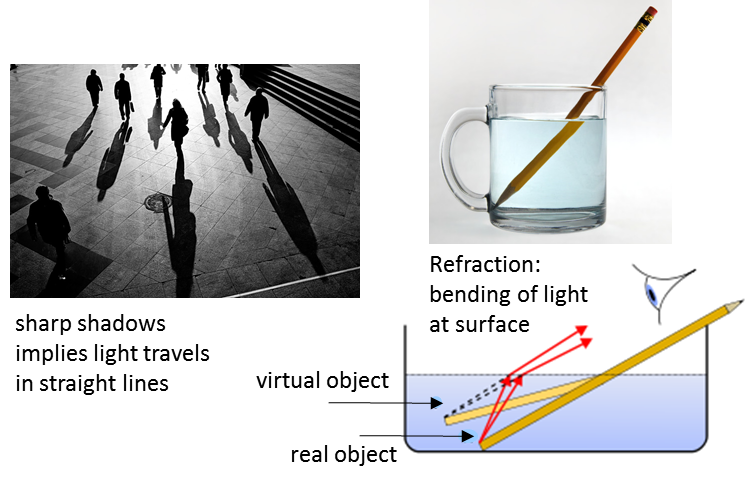 sharp shadows
implies light travels
in straight lines
Refraction:
bending of light
at surface
virtual object
real object